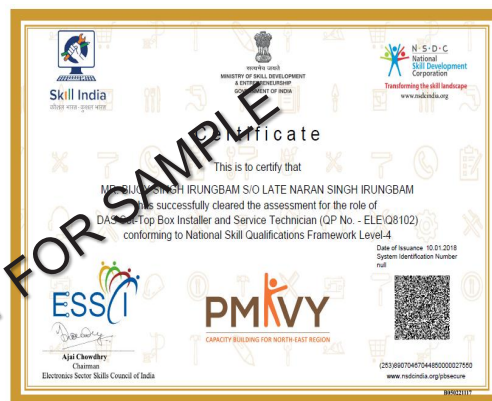 Skill India
कौशल भारत - कुशल भारत
सत्यमेव जयते
MINISTRY OF SKILL DEVELOPMENT
& ENTREPRENEURSHIP
GOVERNMENT OF INDIA
N·S·D·C
National
Skill Development
Corporation
Transforming the skill landscape
www.nsdcindia.org
Certificate
This is to certify that
MR. BIJOY SINGH IRUNGBAM S/O LATE NARAN SINGH IRUNGBAM
has successfully cleared the assessment for the role of
DAS Set-Top Box Installer and Service Technician (QP No. - ELE\Q8102)
conforming to National Skill Qualifications Framework Level-4
Date of Issuance 10.01.2018
System Identification Number
null
FOR SAMPLE
ESSCI
Ajai Chowdhry
Chairman
Electronics Sector Skills Council of India
PMKVY
CAPACITY BUILDING FOR NORTH-EAST REGION
(253)8907046704485000027550
www.nsdcindia.org/pbsecure
B050221117